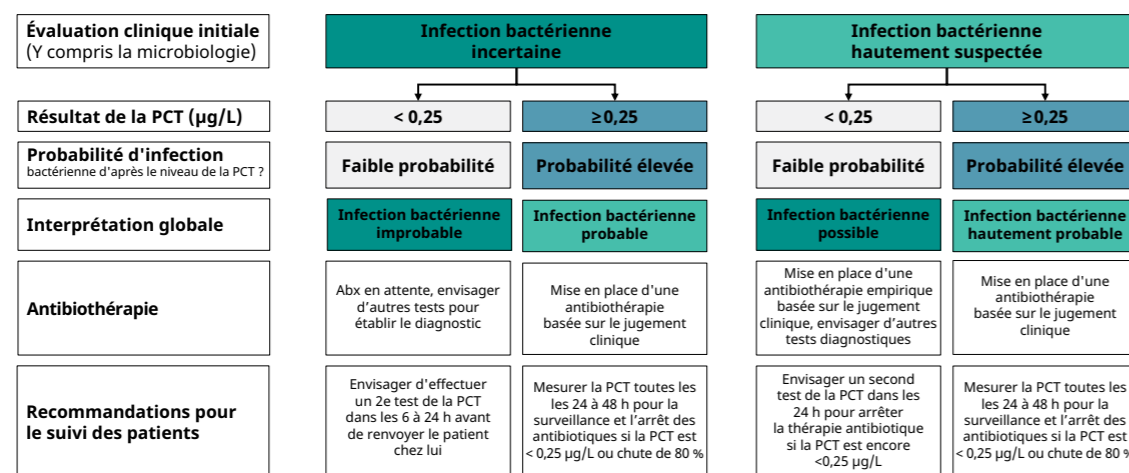 Évaluation clinique initiale
(Y compris la microbiologie)
Infection bactérienne
incertaine
Infection bactérienne
hautement suspectée
Résultat de la PCT (µg/L)
< 0,25
≥ 0,25
< 0,25
≥ 0,25
Probabilité d'infection
bactérienne d'après le niveau de la PCT ?
Faible probabilité
Probabilité élevée
Faible probabilité
Probabilité élevée
Interprétation globale
Infection bactérienne
improbable
Infection bactérienne
probable
Infection bactérienne
possible
Infection bactérienne
hautement probable
Antibiothérapie
Abx en attente, envisager
d’autres tests pour
établir le diagnostic
Mise en place d'une
antibiothérapie
basée sur le jugement
clinique
Mise en place d'une
antibiothérapie empirique
basée sur le jugement
clinique, envisager d'autres
tests diagnostiques
Mise en place d'une
antibiothérapie
basée sur le jugement
clinique
Recommandations pour
le suivi des patients
Envisager d'effectuer
un 2e test de la PCT
dans les 6 à 24 h avant
de renvoyer le patient
chez lui
Mesurer la PCT toutes les
les 24 à 48 h pour la
surveillance et l’arrêt des
antibiotiques si la PCT est
< 0,25 µg/L ou chute de 80 %
Envisager un second
test de la PCT dans les
24 h pour arrêter
la thérapie antibiotique
si la PCT est encore
<0,25 µg/L
Mesurer la PCT toutes les
les 24 à 48 h pour la
surveillance et l’arrêt des
antibiotiques si la PCT est
< 0,25 µg/L ou chute de 80 %